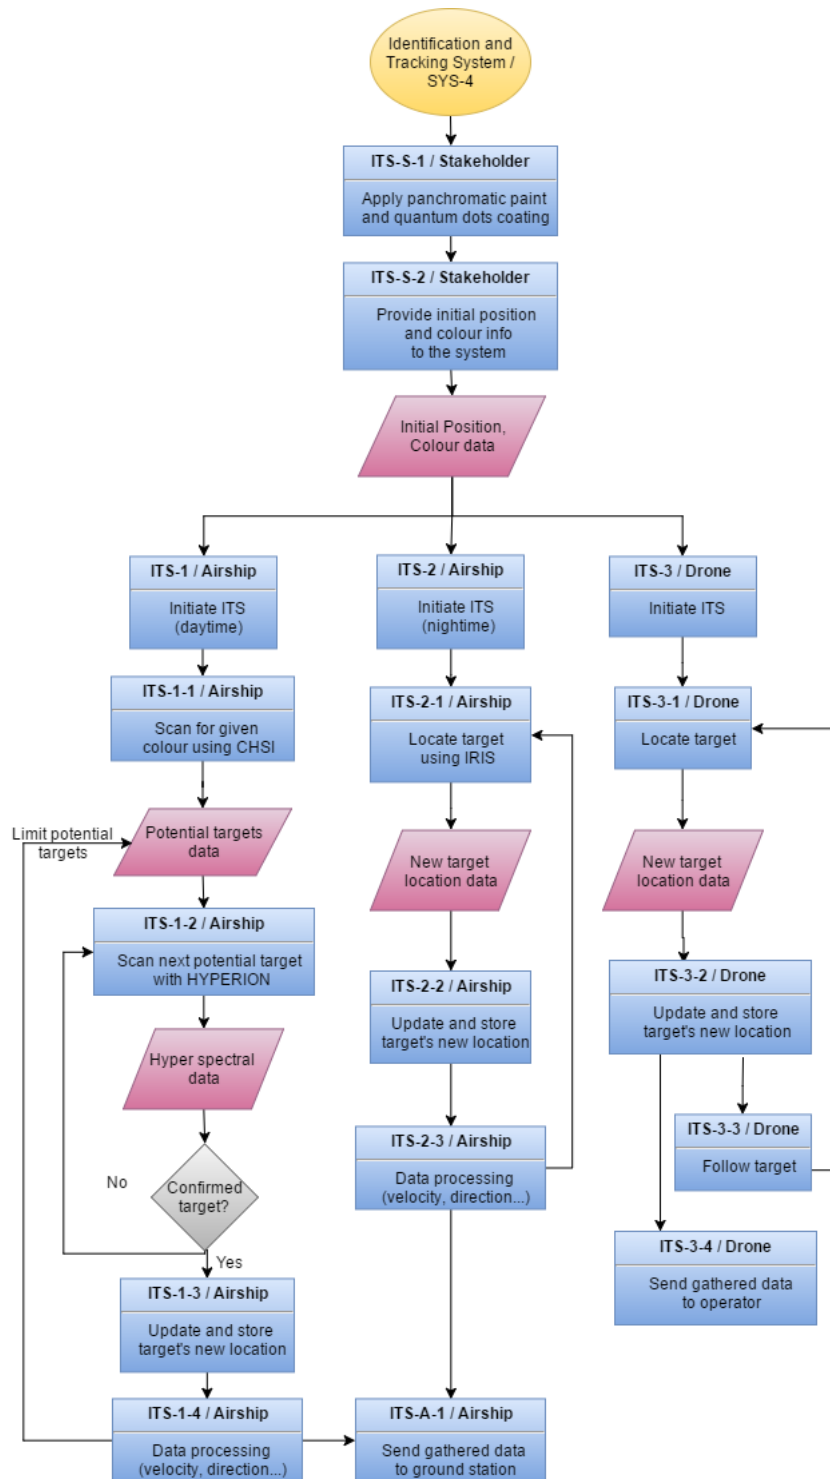 Identification and
Tracking System /
SYS-4
ITS-S-1 / Stakeholder
Apply panchromatic paint
and quantum dots coating
ITS-S-2 / Stakeholder
Provide initial position
and colour info
to the system
Initial Position,
Colour data
ITS-1 / Airship
Initiate ITS
(daytime)
ITS-1-1 / Airship
Scan for given
colour using CHSI
Limit potential
targets
Potential targets
data
ITS-1-2 / Airship
Scan next potential target
with HYPERION
Hyper spectral
data
Confirmed
target?
No
Yes
ITS-1-3 / Airship
Update and store
target's new location
ITS-1-4 / Airship
Data processing
(velocity, direction...)
ITS-2 / Airship
Initiate ITS
(nightime)
ITS-2-1 / Airship
Locate target
using IRIS
New target
location data
ITS-2-2 / Airship
Update and store
target's new location
ITS-2-3 / Airship
Data processing
(velocity, direction...)
ITS-A-1 / Airship
Send gathered data
to ground station
ITS-3 / Drone
Initiate ITS
ITS-3-1 / Drone
Locate target
New target
location data
ITS-3-2 / Drone
Update and store
target's new location
ITS-3-3 / Drone
Follow target
ITS-3-4 / Drone
Send gathered data
to operator